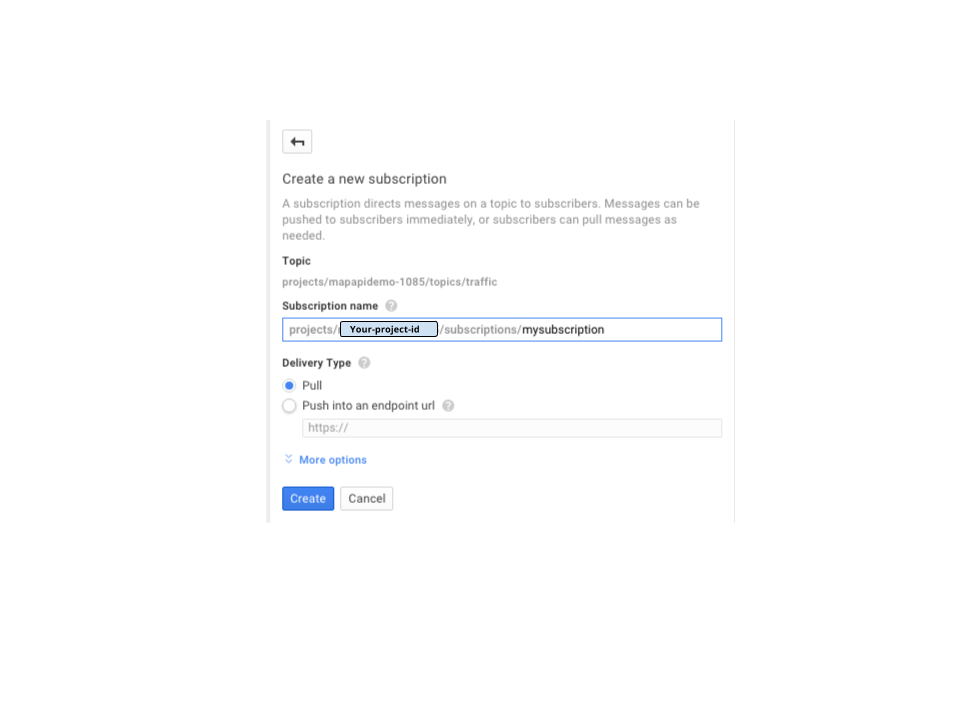 Create a new subscription
A subscription directs messages on a topic to subscribers. Messages can be
pushed to subscribers immediately, or subscribers can pull messages as
needed.
Topic
projects/mapapidemo-1085/topics/traffic
Subscription name ?
projects/ Your-project-id /subscriptions/mysubscription
Delivery Type ?
Pull
Push into an endpoint url ?
https://
More options
Create Cancel